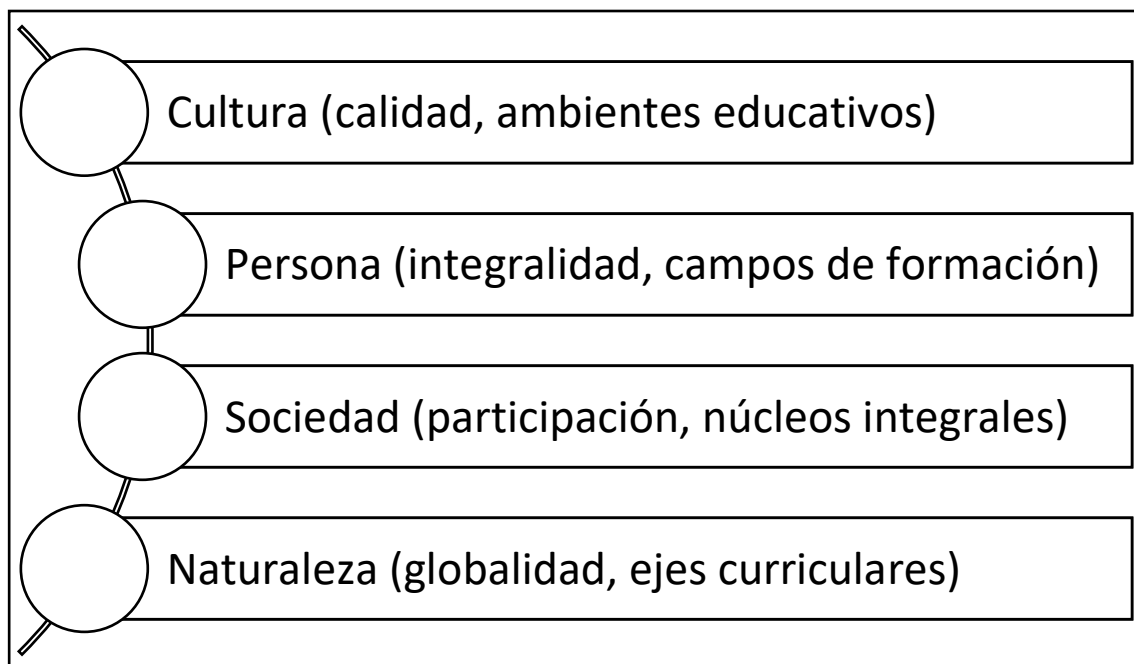 Cultura (calidad, ambientes educativos)
Persona (integralidad, campos de formación)
Sociedad (participación, núcleos integrales)
Naturaleza (globalidad, ejes curriculares)